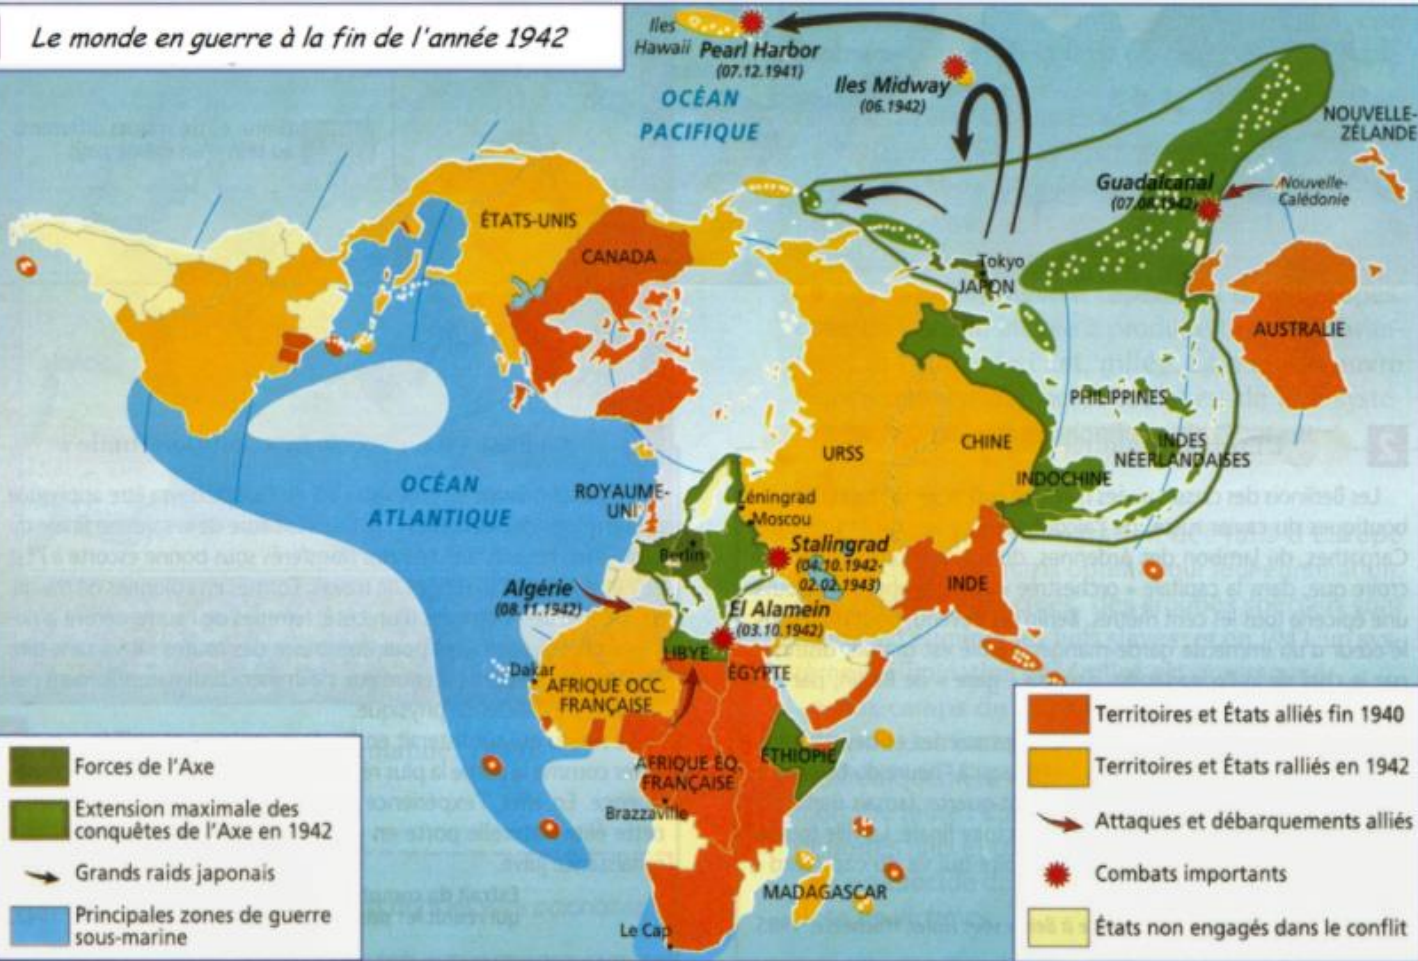 Le monde en guerre à la fin de l'année 1942
Iles
Hawaii
Pearl Harbor
(07.12.1941)
Iles Midway
(06.1942)
OCÉAN
PACIFIQUE
NOUVELLE-
ZÉLANDE
Guadalcanal
(07.08.1942)
Nouvelle-
Calédonie
ÉTATS-UNIS
CANADA
Tokyo
JAPON
AUSTRALIE
PHILIPPINES
INDES
NÉERLANDAISES
URSS
CHINE
INDOCHINE
OCÉAN
ATLANTIQUE
ROYAUME-
UNI
Léningrad
Moscou
Berlin
Stalingrad
(04.10.1942-
02.02.1943)
INDE
Algérie
(08.11.1942)
El Alamein
(03.10.1942)
LIBYE
ÉGYPTE
Dakar
AFRIQUE OCC.
FRANÇAISE
AFRIQUE ÉQ.
FRANÇAISE
ÉTHIOPIE
Brazzaville
MADAGASCAR
Le Cap
Forces de l'Axe
Extension maximale des
conquêtes de l'Axe en 1942
Grands raids japonais
Principales zones de guerre
sous-marine
Territoires et États alliés fin 1940
Territoires et États ralliés en 1942
Attaques et débarquements alliés
Combats importants
États non engagés dans le conflit